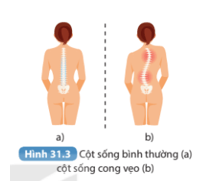 a) b)
Hình 31.3 Cột sống bình thường (a)
cột sống cong vẹo (b)